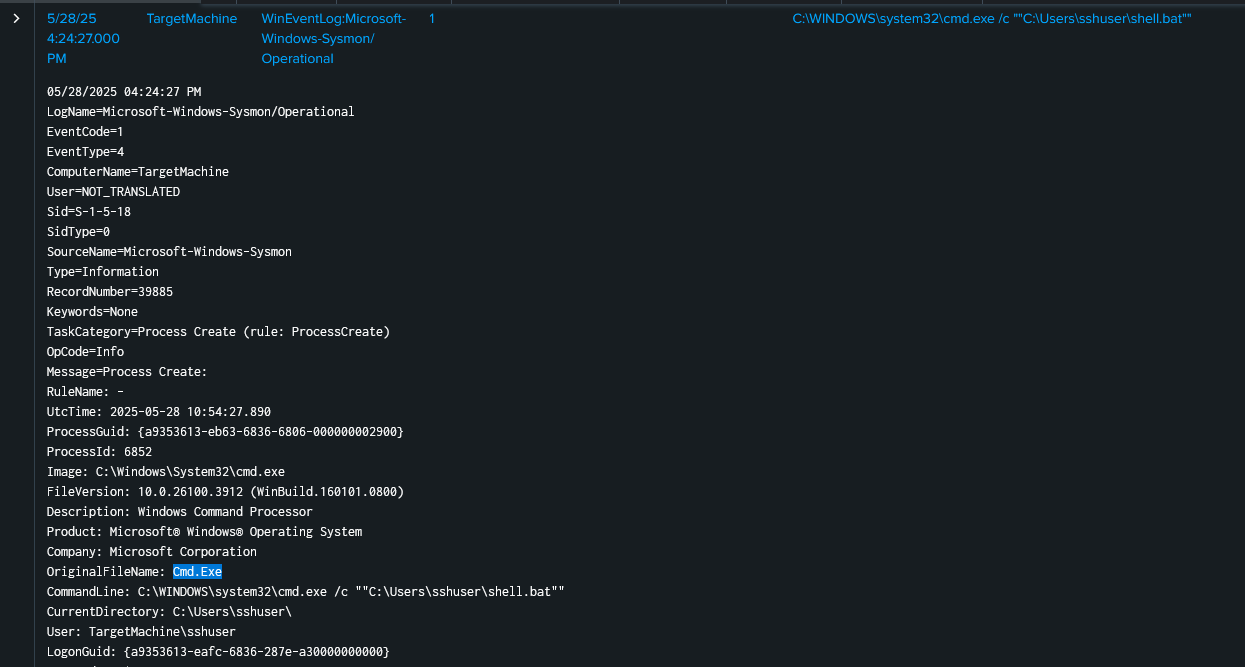 5/28/25 TargetMachine WinEventLog:Microsoft- 1 C:\WINDOWS\system32\cmd.exe /c ""C:\Users\sshuser\shell.bat""
4:24:27.000 Windows-Sysmon/
PM Operational
05/28/2025 04:24:27 PM
LogName=Microsoft-Windows-Sysmon/Operational
EventCode=1
EventType=4
ComputerName=TargetMachine
User=NOT_TRANSLATED
Sid=S-1-5-18
SidType=0
SourceName=Microsoft-Windows-Sysmon
Type=Information
RecordNumber=39885
Keywords=None
TaskCategory=Process Create (rule: ProcessCreate)
OpCode=Info
Message=Process Create:
RuleName: -
UtcTime: 2025-05-28 10:54:27.890
ProcessGuid: {a9353613-eb63-6836-6806-000000002900}
ProcessId: 6852
Image: C:\Windows\System32\cmd.exe
FileVersion: 10.0.26100.3912 (WinBuild.160101.0800)
Description: Windows Command Processor
Product: Microsoft® Windows® Operating System
Company: Microsoft Corporation
OriginalFileName: Cmd.Exe
CommandLine: C:\WINDOWS\system32\cmd.exe /c ""C:\Users\sshuser\shell.bat""
CurrentDirectory: C:\Users\sshuser\
User: TargetMachine\sshuser
LogonGuid: {a9353613-eafc-6836-287e-a30000000000}